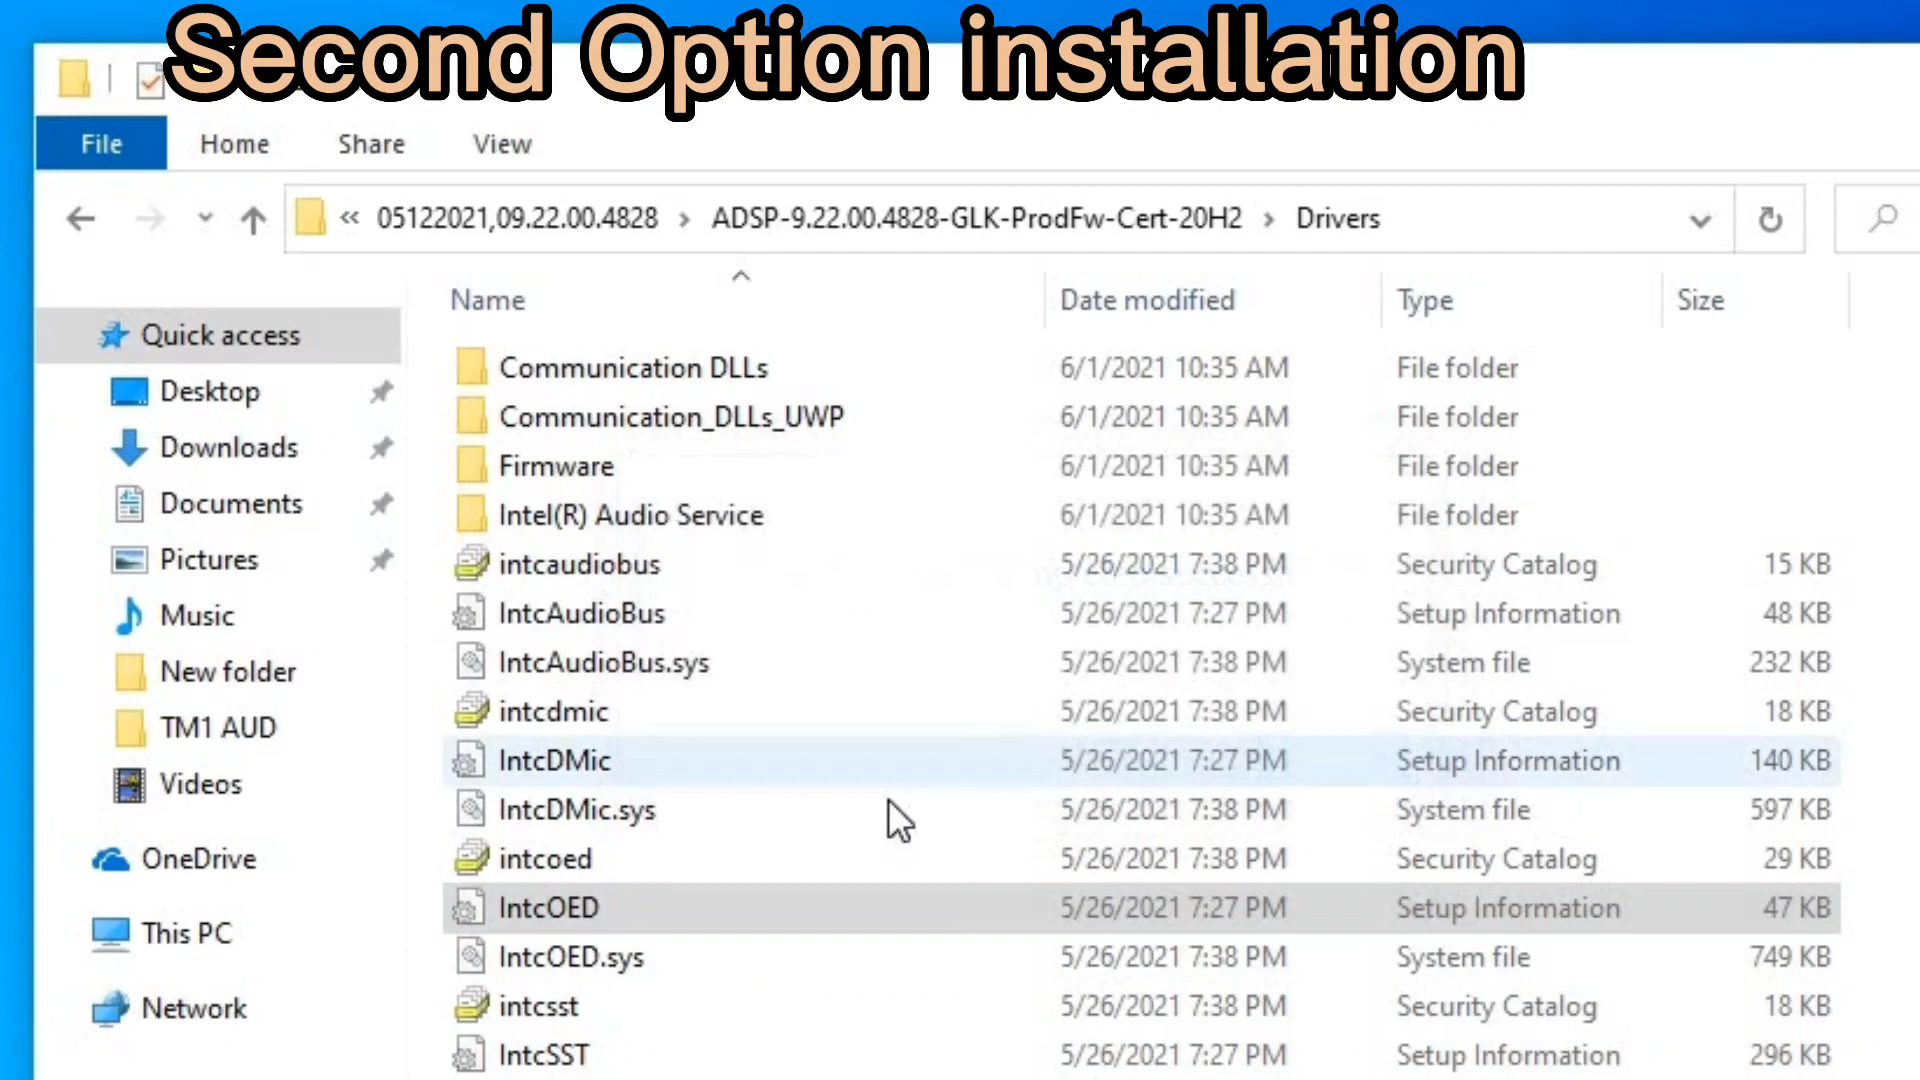 Second Option installation
File Home Share View
« 05122021,09.22.00.4828 > ADSP-9.22.00.4828-GLK-ProdFw-Cert-20H2 > Drivers
Name Date modified Type Size
Quick access
Desktop
Downloads
Documents
Pictures
Music
New folder
TM1 AUD
Videos
OneDrive
This PC
Network
Communication DLLs 6/1/2021 10:35 AM File folder
Communication_DLLs_UWP 6/1/2021 10:35 AM File folder
Firmware 6/1/2021 10:35 AM File folder
Intel(R) Audio Service 6/1/2021 10:35 AM File folder
intcaudiobus 5/26/2021 7:38 PM Security Catalog 15 KB
IntcAudioBus 5/26/2021 7:27 PM Setup Information 48 KB
IntcAudioBus.sys 5/26/2021 7:38 PM System file 232 KB
intcdmic 5/26/2021 7:38 PM Security Catalog 18 KB
IntcDMic 5/26/2021 7:27 PM Setup Information 140 KB
IntcDMic.sys 5/26/2021 7:38 PM System file 597 KB
intcoed 5/26/2021 7:38 PM Security Catalog 29 KB
IntcOED 5/26/2021 7:27 PM Setup Information 47 KB
IntcOED.sys 5/26/2021 7:38 PM System file 749 KB
intcsst 5/26/2021 7:38 PM Security Catalog 18 KB
IntcSST 5/26/2021 7:27 PM Setup Information 296 KB